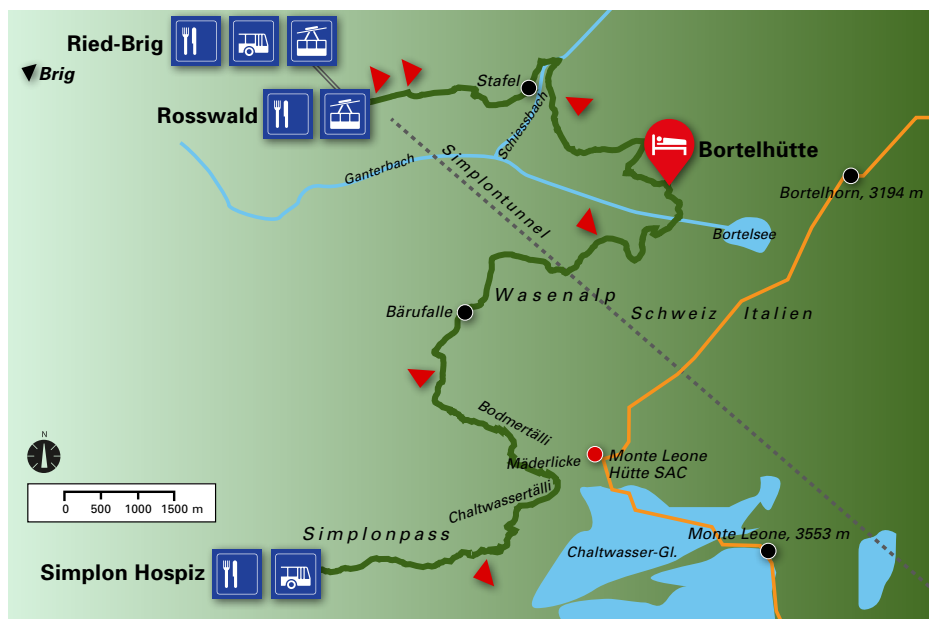 Ried-Brig
Brig
Stafel
Rosswald
Schiessbach
Simplontunnel
Bortelhütte
Ganterbach
Bortelhorn, 3194 m
Bortelsee
Wasenalp
Bärufalle
Schweiz Italien
Bodmertälli
N
Mäderlicke
Monte Leone
Hütte SAC
Chaltwassertälli
0 500 1000 1500 m
Simplonpass
Monte Leone, 3553 m
Chaltwasser-Gl.
Simplon Hospiz